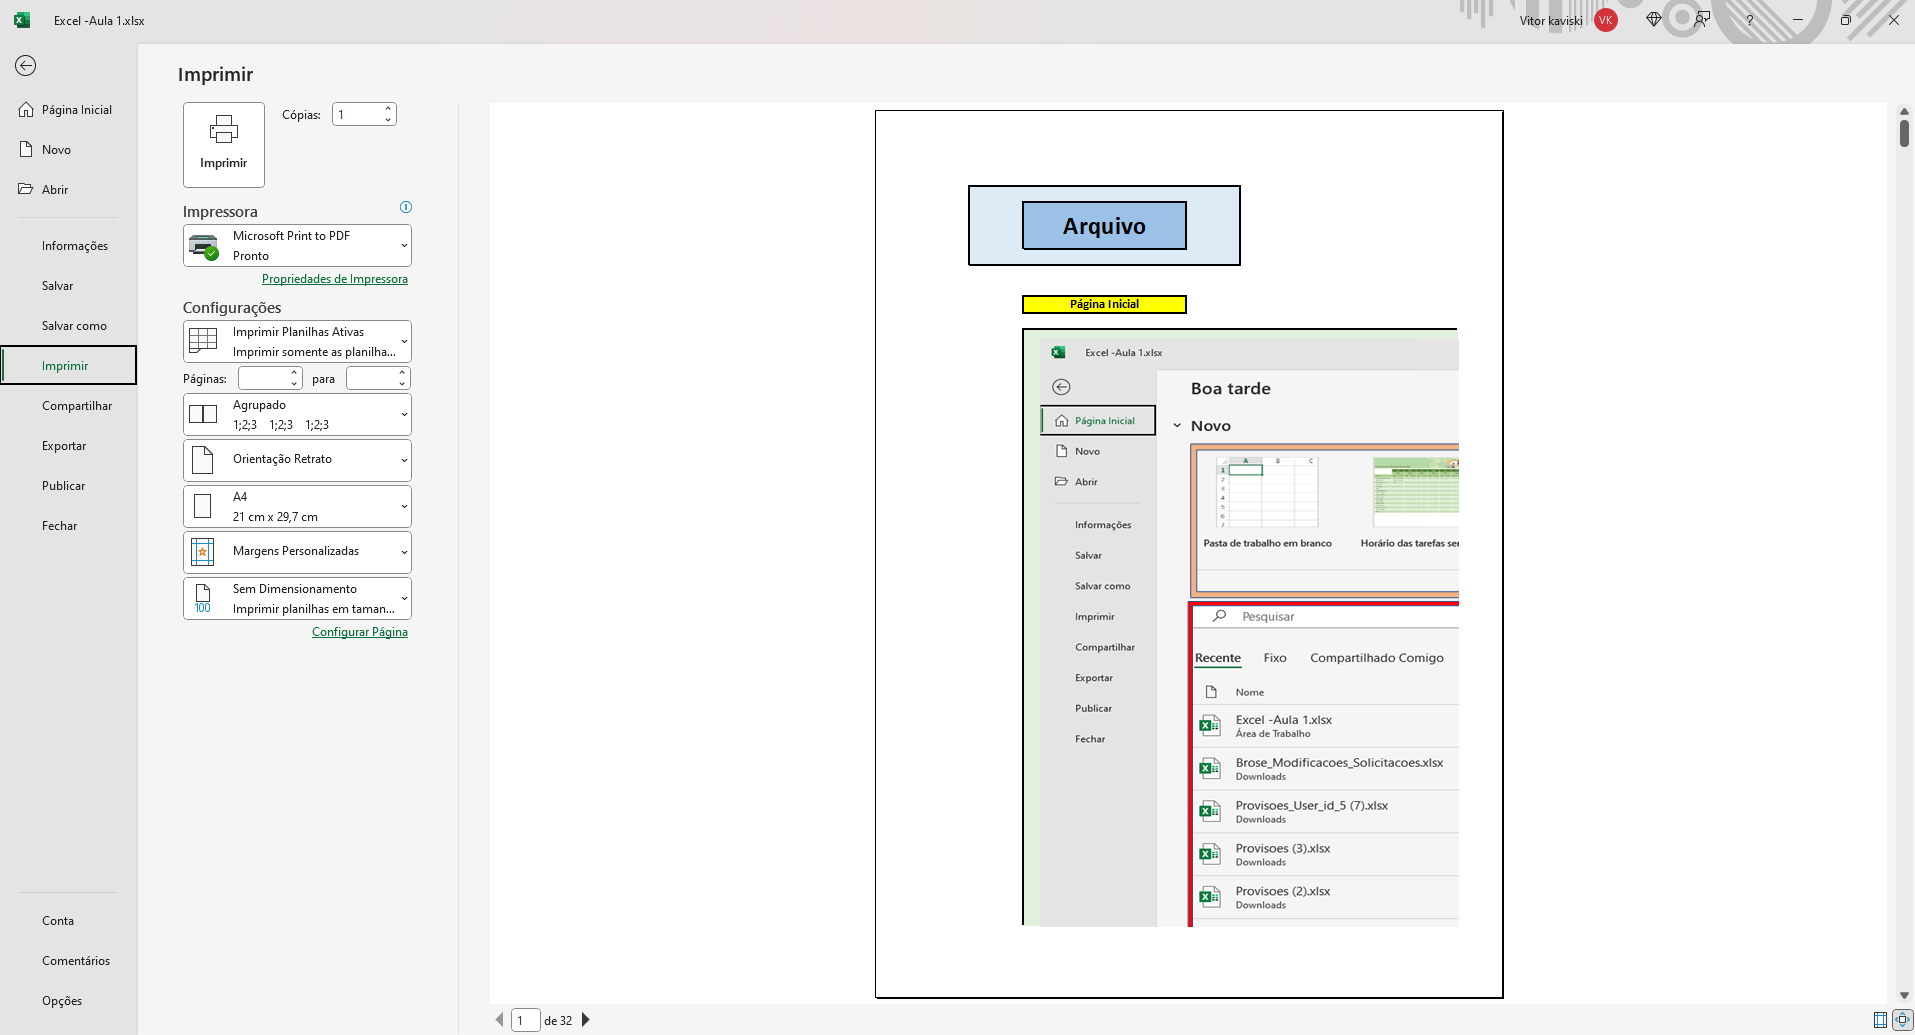 Excel -Aula 1.xlsx
Vitor kaviski
VK
?
Página Inicial
Novo
Abrir
Informações
Salvar
Salvar como
Imprimir
Compartilhar
Exportar
Publicar
Fechar
Conta
Comentários
Opções
Imprimir
Imprimir
Cópias:
1
Impressora
Microsoft Print to PDF
Pronto
Propriedades de Impressora
Configurações
Imprimir Planilhas Ativas
Imprimir somente as planilha...
Páginas:
para
Agrupado
1;2;3 1;2;3 1;2;3
Orientação Retrato
A4
21 cm x 29,7 cm
Margens Personalizadas
Sem Dimensionamento
100
Imprimir planilhas em taman...
Configurar Página
Arquivo
Página Inicial
Excel -Aula 1.xlsx
Página Inicial
Novo
Abrir
Informações
Salvar
Salvar como
Imprimir
Compartilhar
Exportar
Publicar
Fechar
Boa tarde
Novo
A B C
1
2
3
4
5
6
7
Pasta de trabalho em branco
Horário das tarefas ser
Pesquisar
Recente Fixo Compartilhado Comigo
Nome
Excel -Aula 1.xlsx
Área de Trabalho
Brose_Modificacoes_Solicitacoes.xlsx
Downloads
Provisoes_User_id_5 (7).xlsx
Downloads
Provisoes (3).xlsx
Downloads
Provisoes (2).xlsx
Downloads
1 de 32